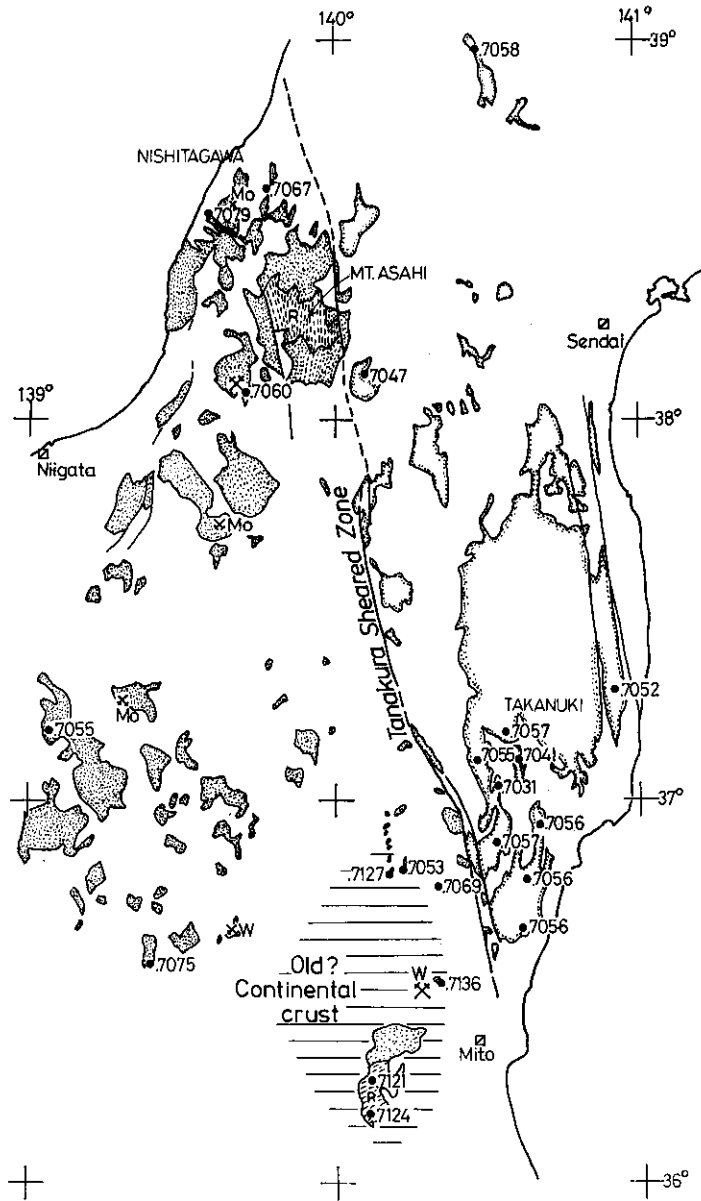 140°
141°
39°
.7058
NISHITAGAWA
Mo
.7067
.7079
MT. ASAHI
R
Sendai
139°
.7060
.7047
38°
Niigata
Mo
Tanakura Sheared Zone
Mo
.7055
TAKANUKI
.7052
.7057
.7055
.7041
.7031
37°
.7056
.7057
.7127
.7053
.7069
.7056
W
.7056
.7075
Old?
Continental
crust
W
.7136
Mito
.7121
R
.7124
36°